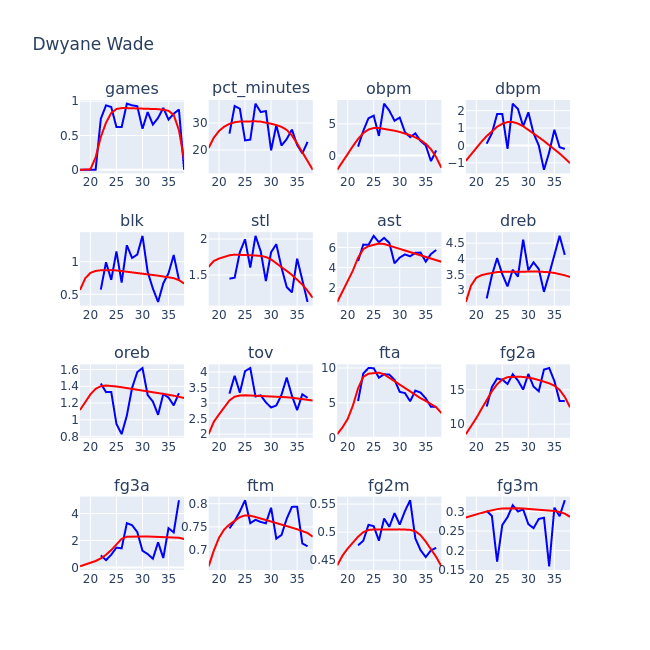 Dwyane Wade
games pct_minutes obpm dbpm
1 0.5 0 20 25 30 35
30 20 20 25 30 35
5 0 20 25 30 35
2 1 0 −1 20 25 30 35
blk stl ast dreb
1 0.5 20 25 30 35
2 1.5 20 25 30 35
6 4 2 20 25 30 35
4.5 4 3.5 3 20 25 30 35
oreb tov fta fg2a
1.6 1.4 1.2 1 0.8 20 25 30 35
4 3.5 3 2.5 2 20 25 30 35
10 5 0 20 25 30 35
15 10 20 25 30 35
fg3a ftm fg2m fg3m
4 2 0 20 25 30 35
0.8 0.75 0.7 20 25 30 35
0.55 0.5 0.45 20 25 30 35
0.3 0.25 0.2 0.15 20 25 30 35